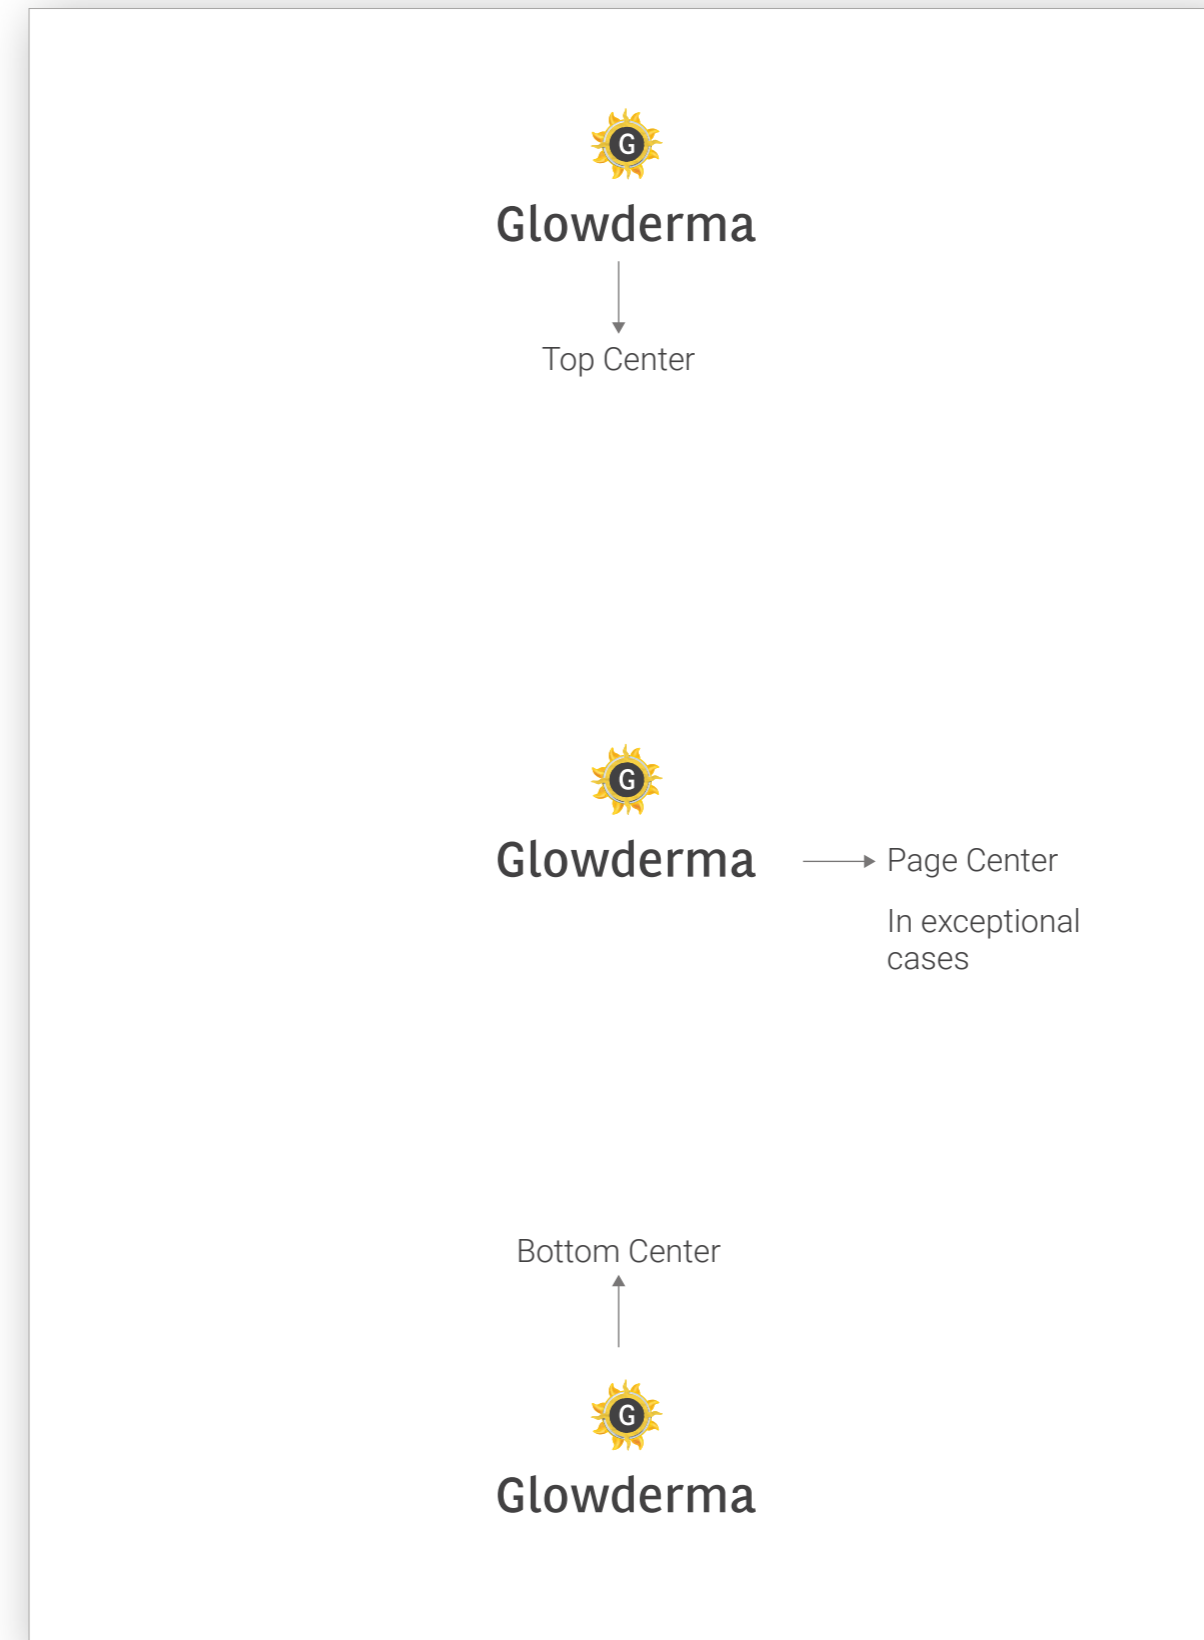 G
Glowderma
Top Center
G
Glowderma
Page Center
In exceptional
cases
Bottom Center
G
Glowderma